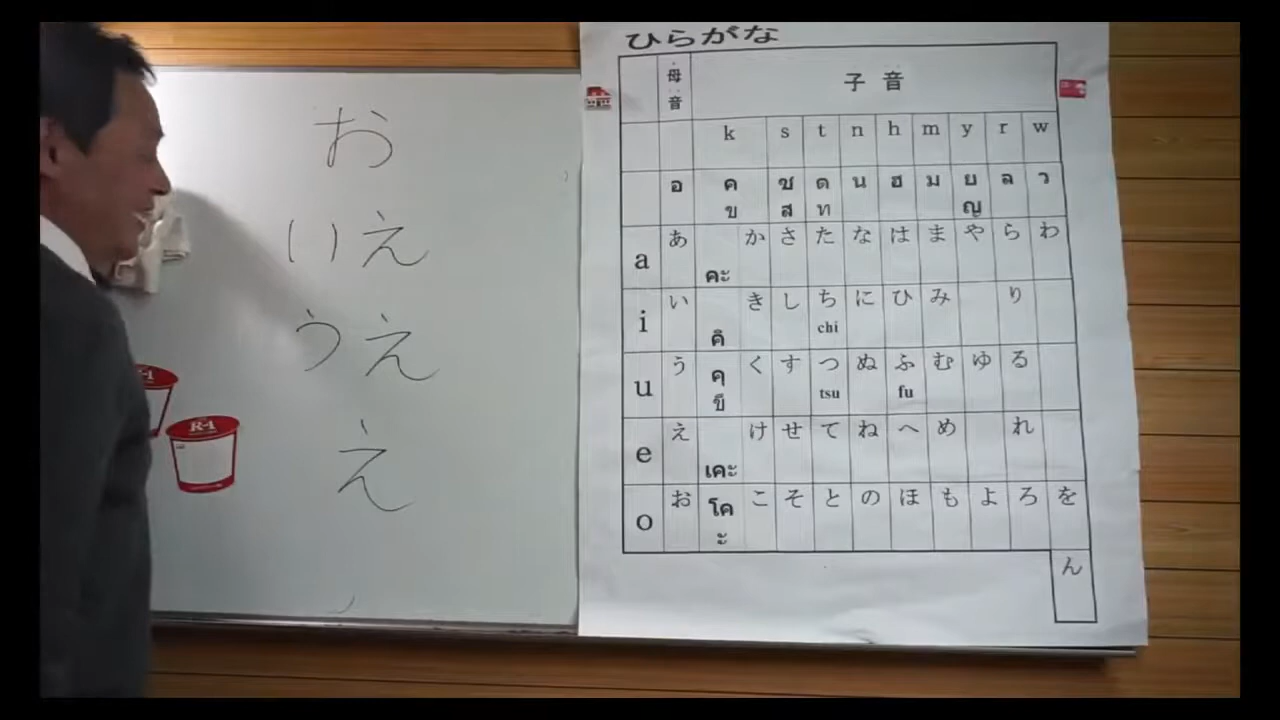 お
いえ
うえ
え
R-1
ひらがな
母音 子音
k s t n h m y r w
อ ค ซ ด น ฮ ม ย ล ว
ข ส ท ญ
a あ คะ か さ た な は ま や ら わ
i い คิ き し ち に ひ み り
chi
u う คุ く す つ ぬ ふ む ゆ る
ขึ tsu fu
e え เคะ け せ て ね へ め れ
o お โคะ こ そ と の ほ も よ ろ を
ん